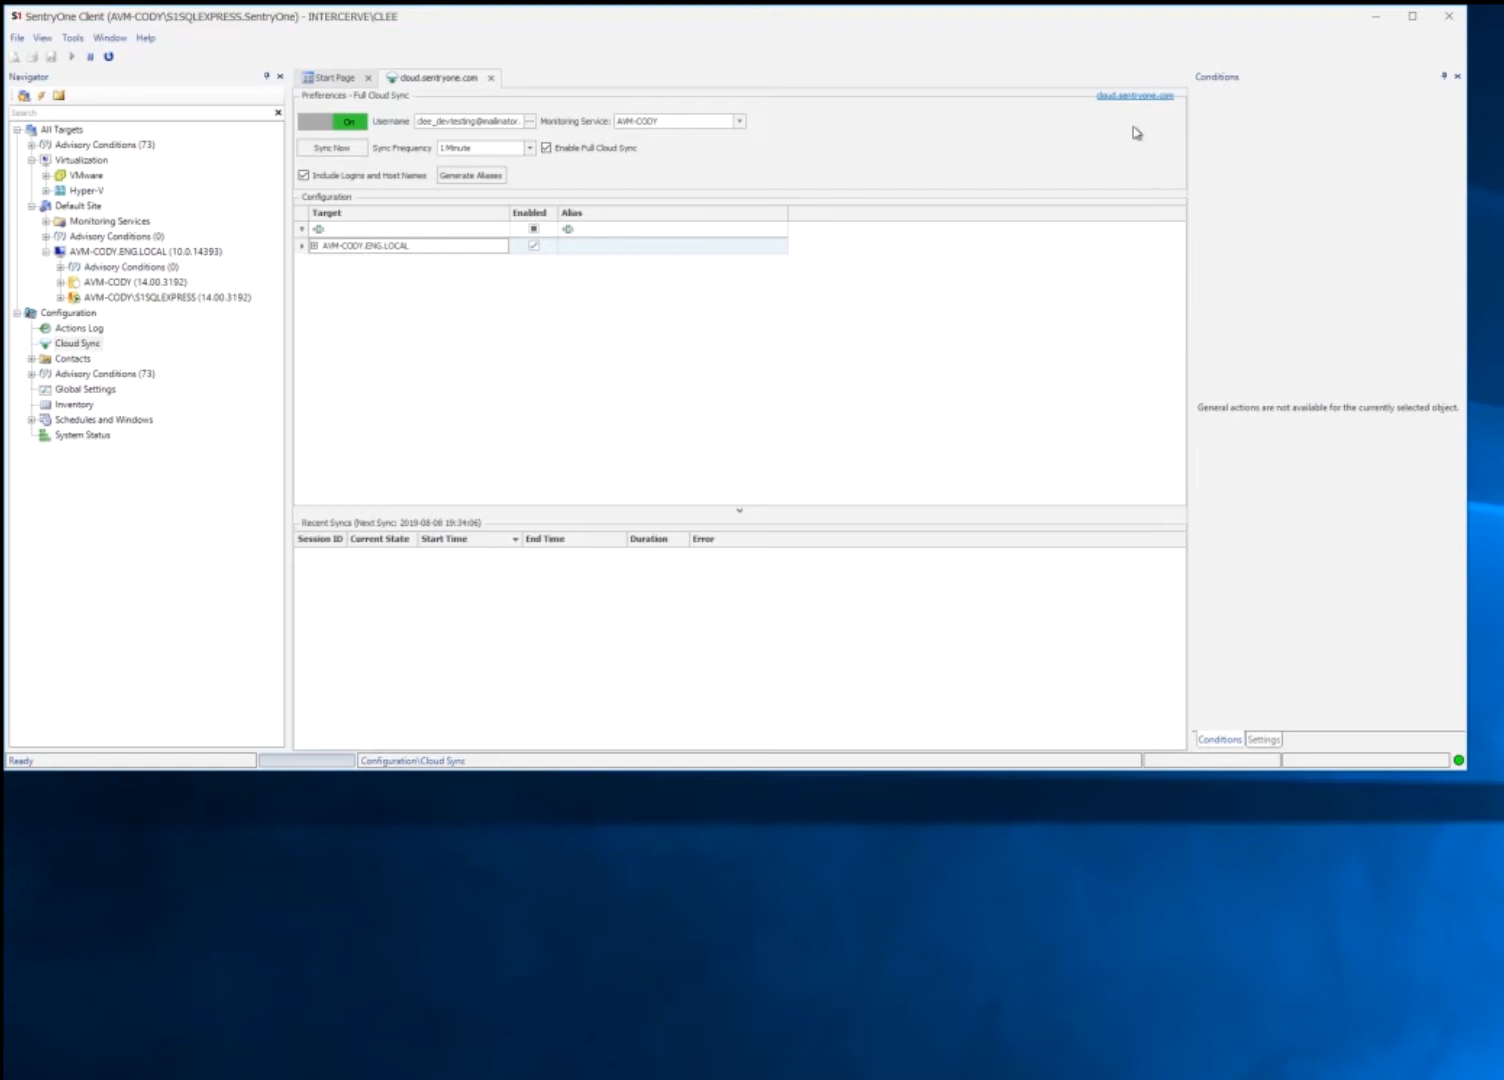 S1 SentryOne Client (AVM-CODY\S1SQLEXPRESS.SentryOne) - INTERCERVE\CLEE
File View Tools Window Help
Navigator
Search
All Targets
Advisory Conditions (73)
Virtualization
VMware
Hyper-V
Default Site
Monitoring Services
Advisory Conditions (0)
AVM-CODY.ENG.LOCAL (10.0.14393)
Advisory Conditions (0)
AVM-CODY (14.00.3192)
AVM-CODY\S1SQLEXPRESS (14.00.3192)
Configuration
Actions Log
Cloud Sync
Contacts
Advisory Conditions (73)
Global Settings
Inventory
Schedules and Windows
System Status
Start Page cloud.sentryone.com
Preferences - Full Cloud Sync cloud.sentryone.com
On Username dee_devtesting@mailinator. Monitoring Service: AVM-CODY
Sync Now Sync Frequency 1 Minute Enable Full Cloud Sync
Include Logins and Host Names Generate Aliases
Configuration
Target Enabled Alias
AVM-CODY.ENG.LOCAL
Recent Syncs (Next Sync: 2019-08-08 19:34:06)
Session ID Current State Start Time End Time Duration Error
Conditions
General actions are not available for the currently selected object.
Conditions Settings
Ready Configuration\Cloud Sync